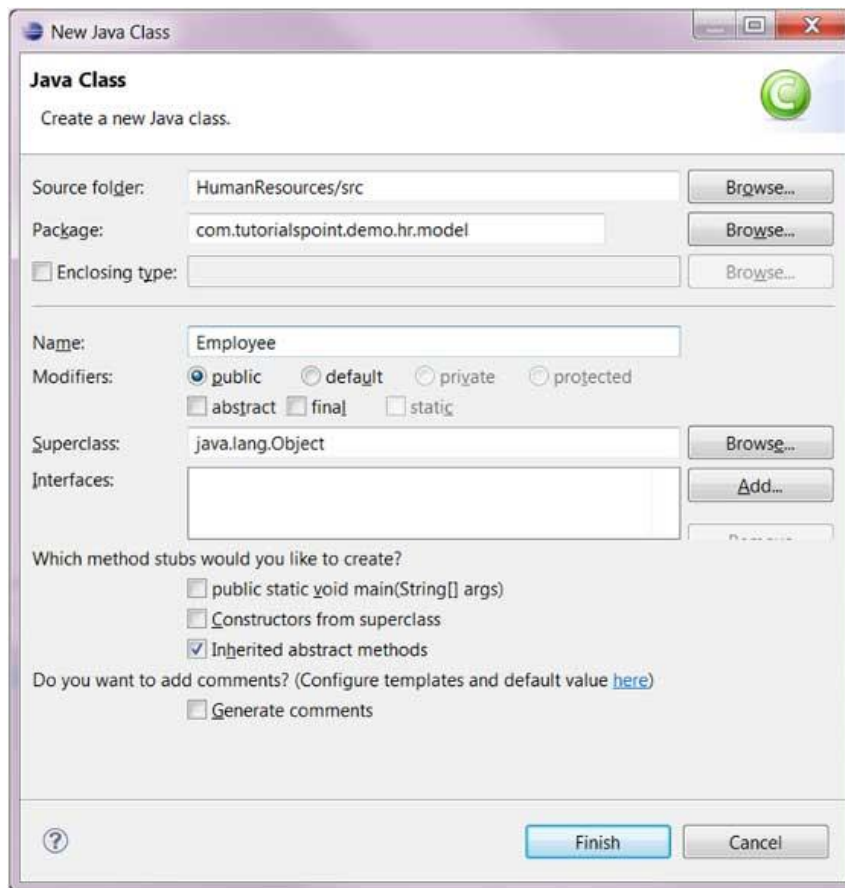 New Java Class
Java Class
Create a new Java class.
Source folder: HumanResources/src Browse...
Package: com.tutorialspoint.demo.hr.model Browse...
Enclosing type: Browse...
Name: Employee
Modifiers: public default private protected
abstract final static
Superclass: java.lang.Object Browse...
Interfaces: Add...
Which method stubs would you like to create?
public static void main(String[] args)
Constructors from superclass
Inherited abstract methods
Do you want to add comments? (Configure templates and default value here)
Generate comments
? Finish Cancel